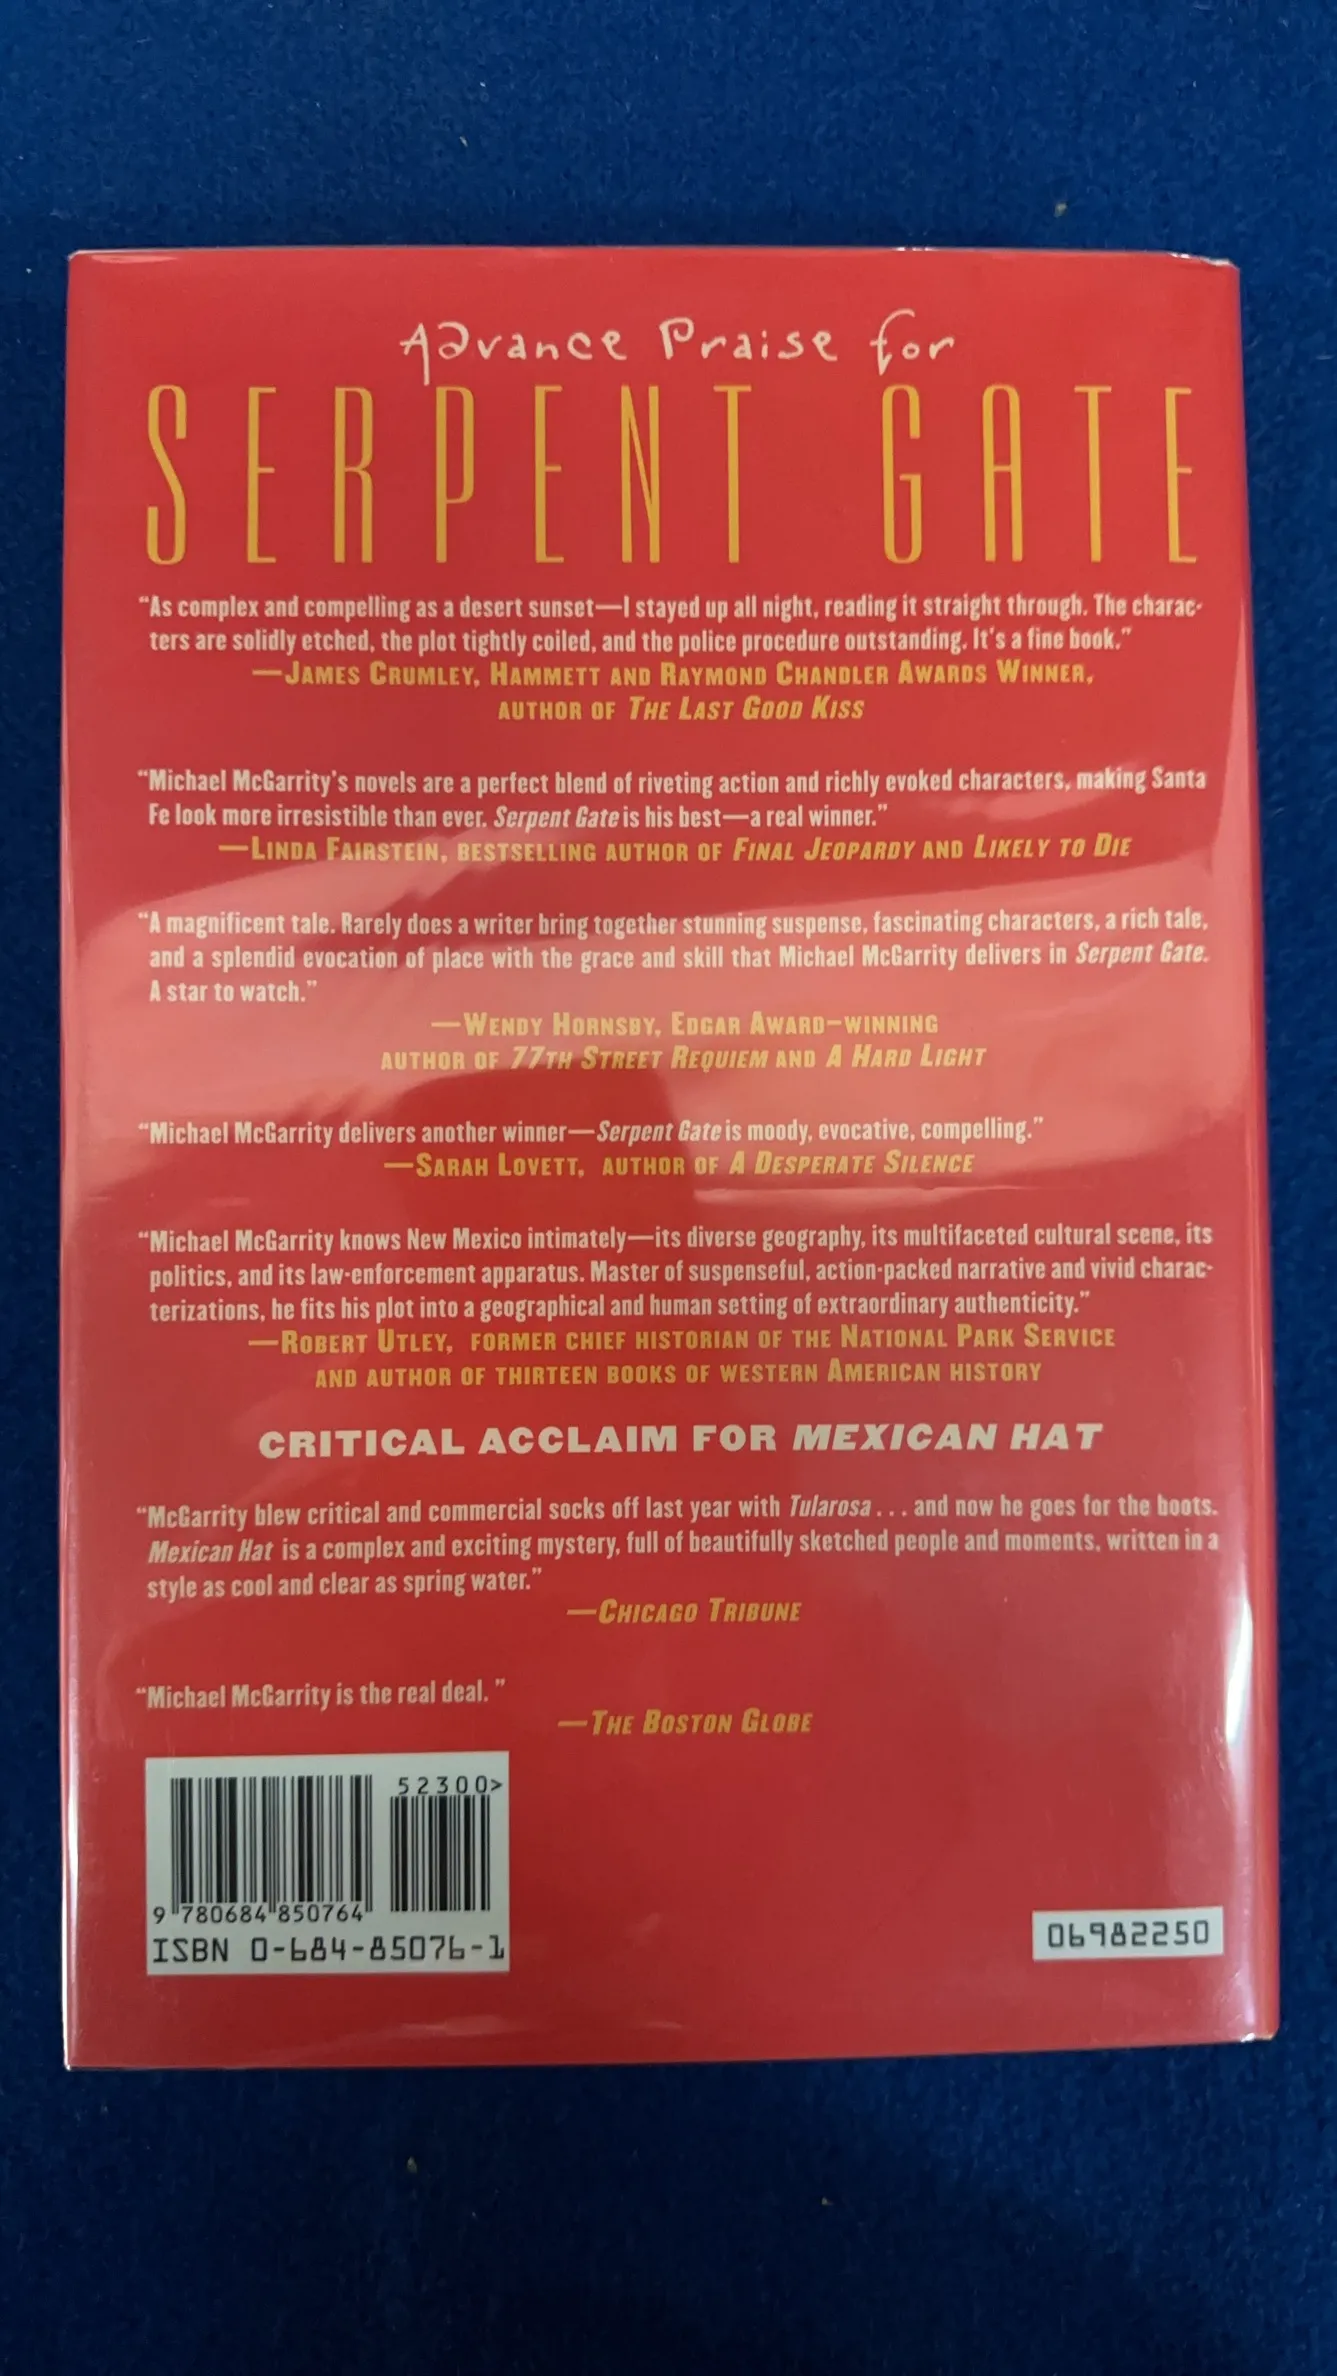 Advance Praise for
SERPENT GATE
“As complex and compelling as a desert sunset—I stayed up all night, reading it straight through. The charac-
ters are solidly etched, the plot tightly coiled, and the police procedure outstanding. It's a fine book.”
—James Crumley, Hammett and Raymond Chandler Awards Winner,
author of The Last Good Kiss
“Michael McGarrity's novels are a perfect blend of riveting action and richly evoked characters, making Santa
Fe look more irresistible than ever. Serpent Gate is his best—a real winner.”
—Linda Fairstein, bestselling author of Final Jeopardy and Likely to Die
“A magnificent tale. Rarely does a writer bring together stunning suspense, fascinating characters, a rich tale,
and a splendid evocation of place with the grace and skill that Michael McGarrity delivers in Serpent Gate.
A star to watch.”
—Wendy Hornsby, Edgar Award–winning
author of 77th Street Requiem and A Hard Light
“Michael McGarrity delivers another winner—Serpent Gate is moody, evocative, compelling.”
—Sarah Lovett, author of A Desperate Silence
“Michael McGarrity knows New Mexico intimately—its diverse geography, its multifaceted cultural scene, its
politics, and its law-enforcement apparatus. Master of suspenseful, action-packed narrative and vivid charac-
terizations, he fits his plot into a geographical and human setting of extraordinary authenticity.”
—Robert Utley, former chief historian of the National Park Service
and author of thirteen books of western American history
CRITICAL ACCLAIM FOR MEXICAN HAT
“McGarrity blew critical and commercial socks off last year with Tularosa . . . and now he goes for the boots.
Mexican Hat is a complex and exciting mystery, full of beautifully sketched people and moments, written in a
style as cool and clear as spring water.”
—Chicago Tribune
“Michael McGarrity is the real deal. ”
—The Boston Globe
52300>
9 780684 850764
ISBN 0-684-85076-1
06982250